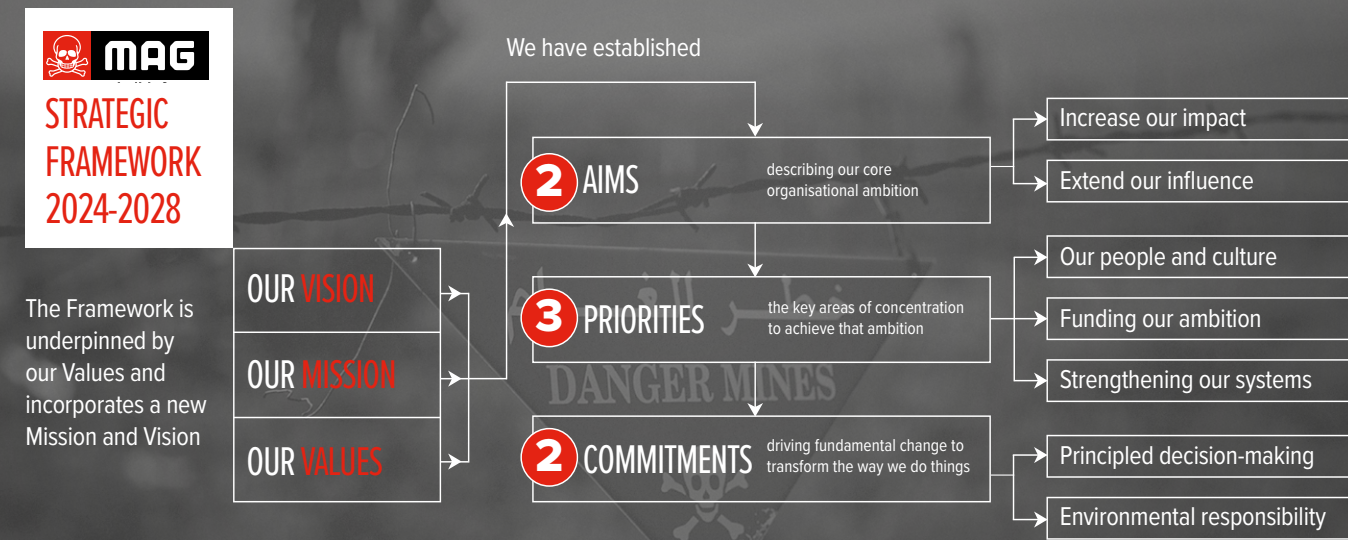 MAG
STRATEGIC
FRAMEWORK
2024-2028
The Framework is
underpinned by
our Values and
incorporates a new
Mission and Vision
OUR VISION
OUR MISSION
OUR VALUES
We have established
2 AIMS
describing our core
organisational ambition
Increase our impact
Extend our influence
3 PRIORITIES
the key areas of concentration
to achieve that ambition
Our people and culture
Funding our ambition
Strengthening our systems
DANGER MINES
2 COMMITMENTS
driving fundamental change to
transform the way we do things
Principled decision-making
Environmental responsibility